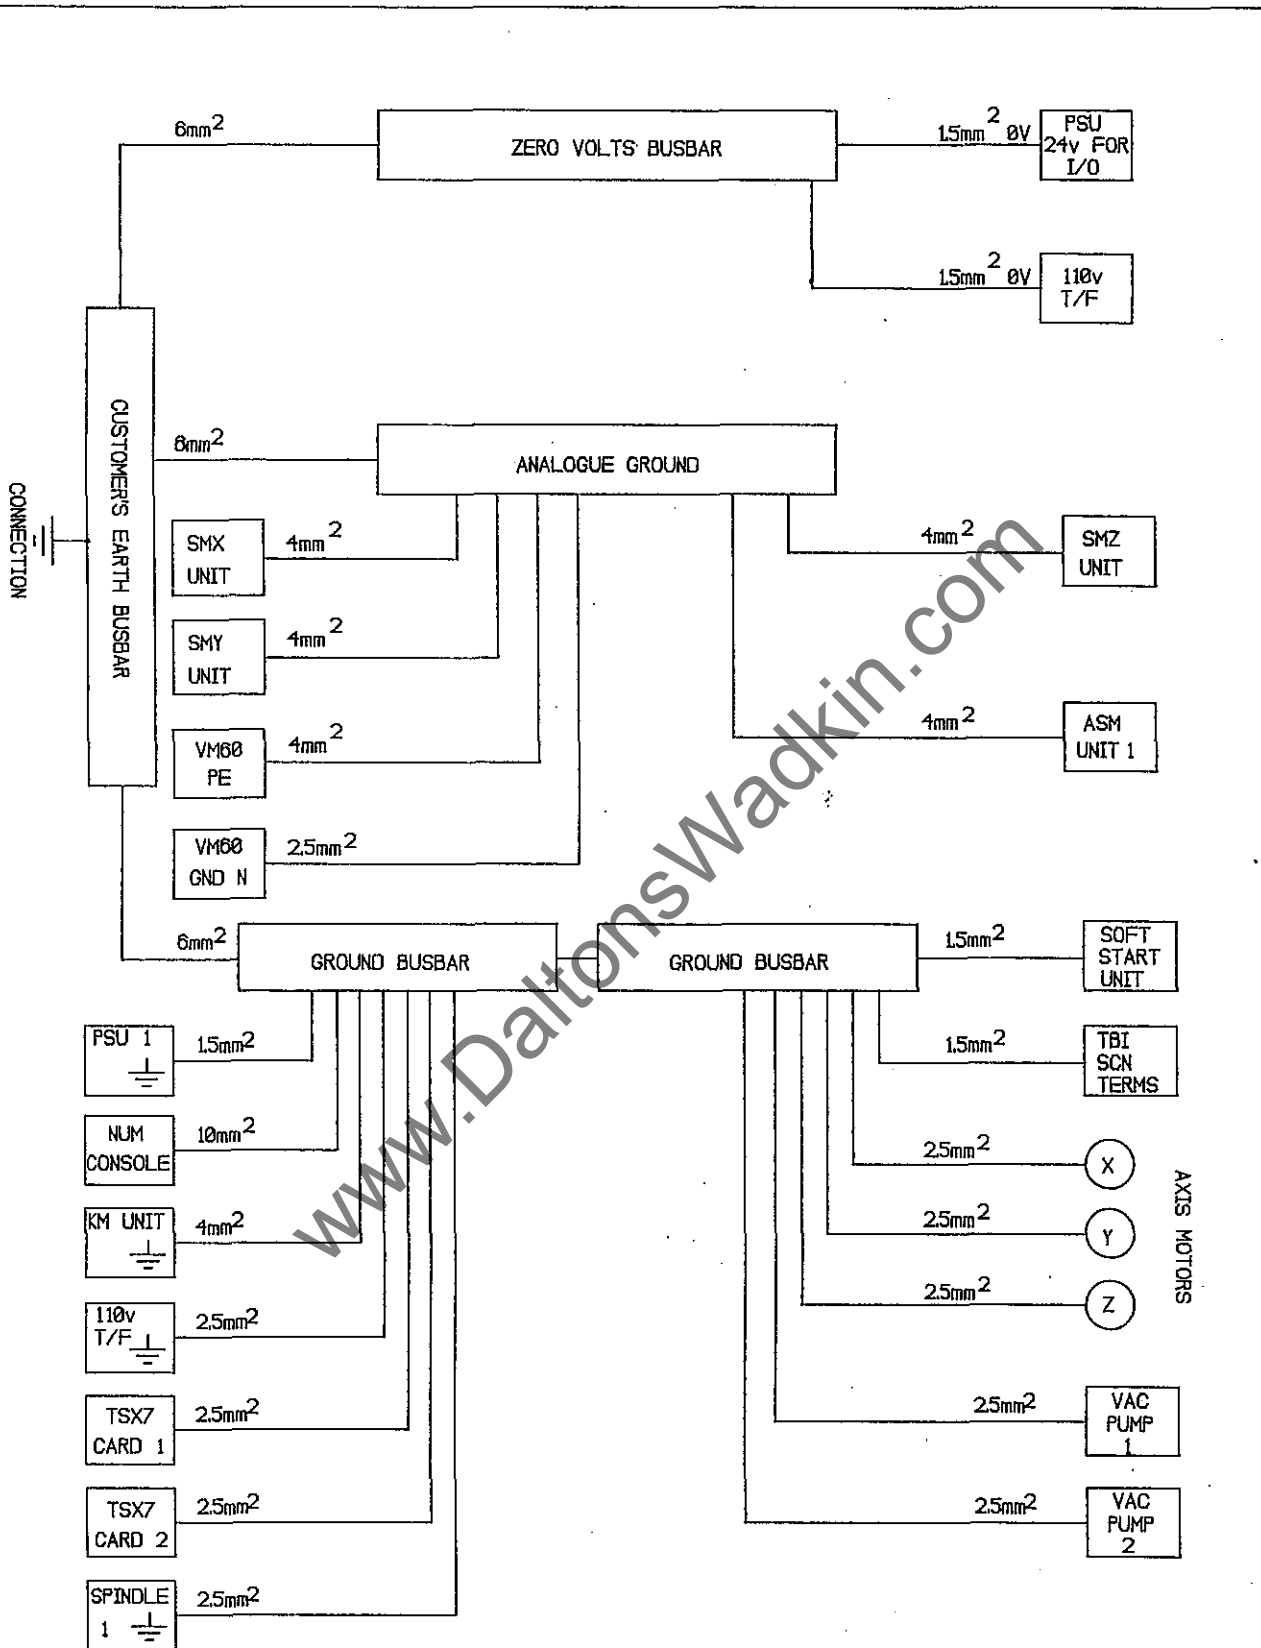 6mm2
ZERO VOLTS BUSBAR
1.5mm2 0V
PSU
24v FOR
I/O
1.5mm2 0V
110v
T/F
CUSTOMER'S EARTH BUSBAR
CONNECTION
6mm2
ANALOGUE GROUND
SMX
UNIT
4mm2
4mm2
SMZ
UNIT
SMY
UNIT
4mm2
VM60
PE
4mm2
4mm2
ASM
UNIT 1
VM60
GND N
2.5mm2
6mm2
GROUND BUSBAR
GROUND BUSBAR
1.5mm2
SOFT
START
UNIT
PSU 1
1.5mm2
1.5mm2
TBI
SCN
TERMS
NUM
CONSOLE
10mm2
2.5mm2
X
KM UNIT
4mm2
2.5mm2
Y
2.5mm2
Z
AXIS MOTORS
110v
T/F
2.5mm2
TSX7
CARD 1
2.5mm2
2.5mm2
VAC
PUMP
1
TSX7
CARD 2
2.5mm2
2.5mm2
VAC
PUMP
2
SPINDLE
1
2.5mm2
www.DaltonsWadkin.com